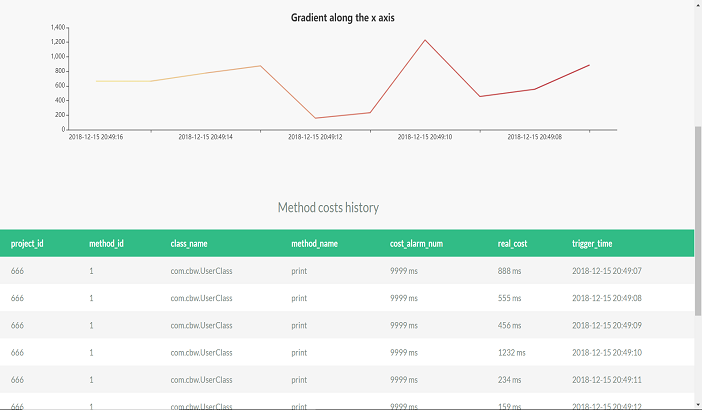 Gradient along the x axis
1,400
1,200
1,000
800
600
400
200
0
2018-12-15 20:49:16 2018-12-15 20:49:14 2018-12-15 20:49:12 2018-12-15 20:49:10 2018-12-15 20:49:08
Method costs history
project_id method_id class_name method_name cost_alarm_num real_cost trigger_time
666 1 com.cbw.UserClass print 9999 ms 888 ms 2018-12-15 20:49:07
666 1 com.cbw.UserClass print 9999 ms 555 ms 2018-12-15 20:49:08
666 1 com.cbw.UserClass print 9999 ms 456 ms 2018-12-15 20:49:09
666 1 com.cbw.UserClass print 9999 ms 1232 ms 2018-12-15 20:49:10
666 1 com.cbw.UserClass print 9999 ms 234 ms 2018-12-15 20:49:11
666 1 com.cbw.UserClass print 9999 ms 159 ms 2018-12-15 20:49:12